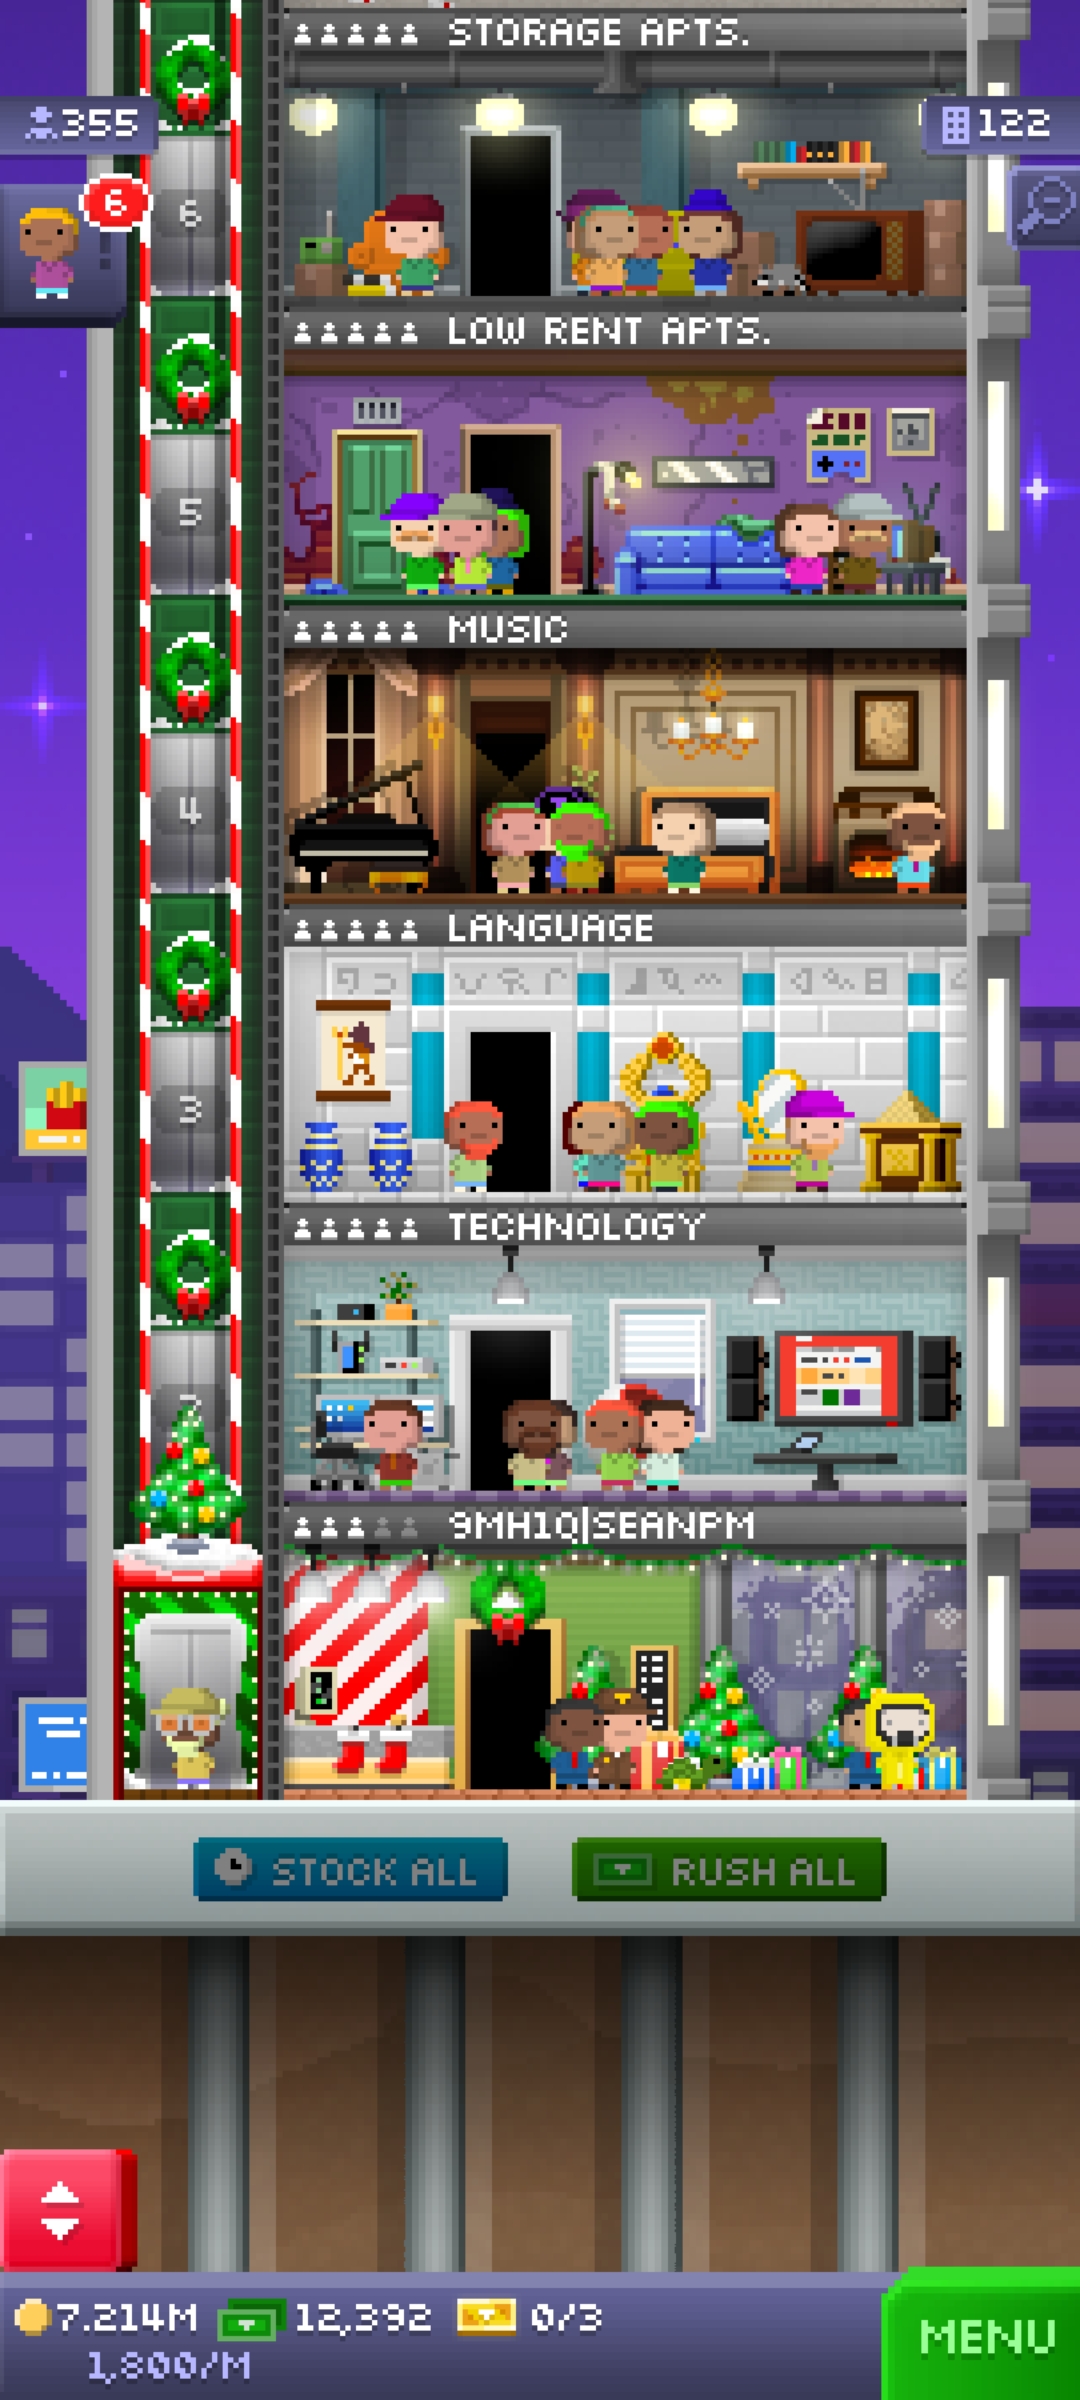 STORAGE APTS.
355
122
6
6
LOW RENT APTS.
5
MUSIC
4
LANGUAGE
3
TECHNOLOGY
9MH1Q|SEANPM
STOCK ALL
RUSH ALL
7.214M
12,392
0/3
MENU
1,800/M